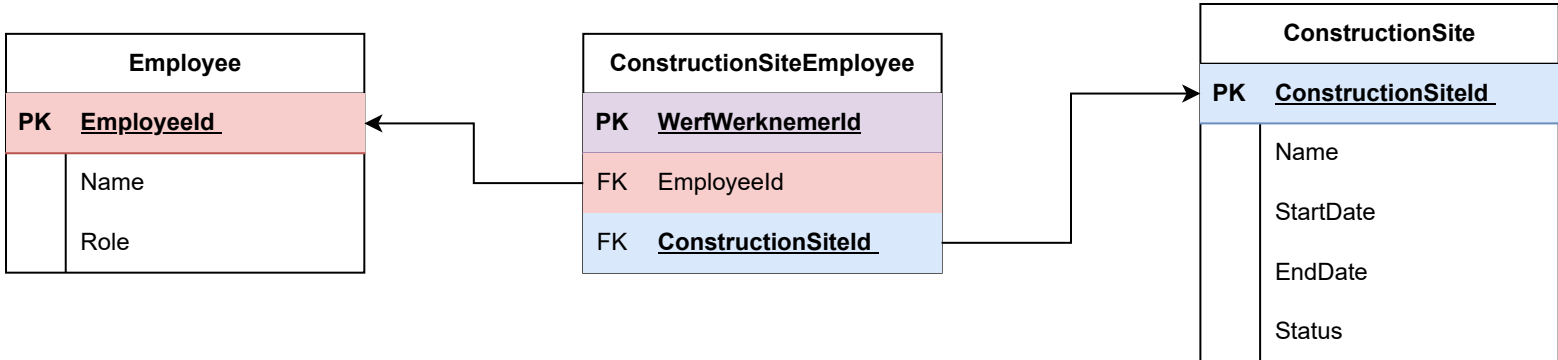 Employee
PK EmployeeId
Name
Role
ConstructionSiteEmployee
PK WerfWerknemerId
FK EmployeeId
FK ConstructionSiteId
ConstructionSite
PK ConstructionSiteId
Name
StartDate
EndDate
Status